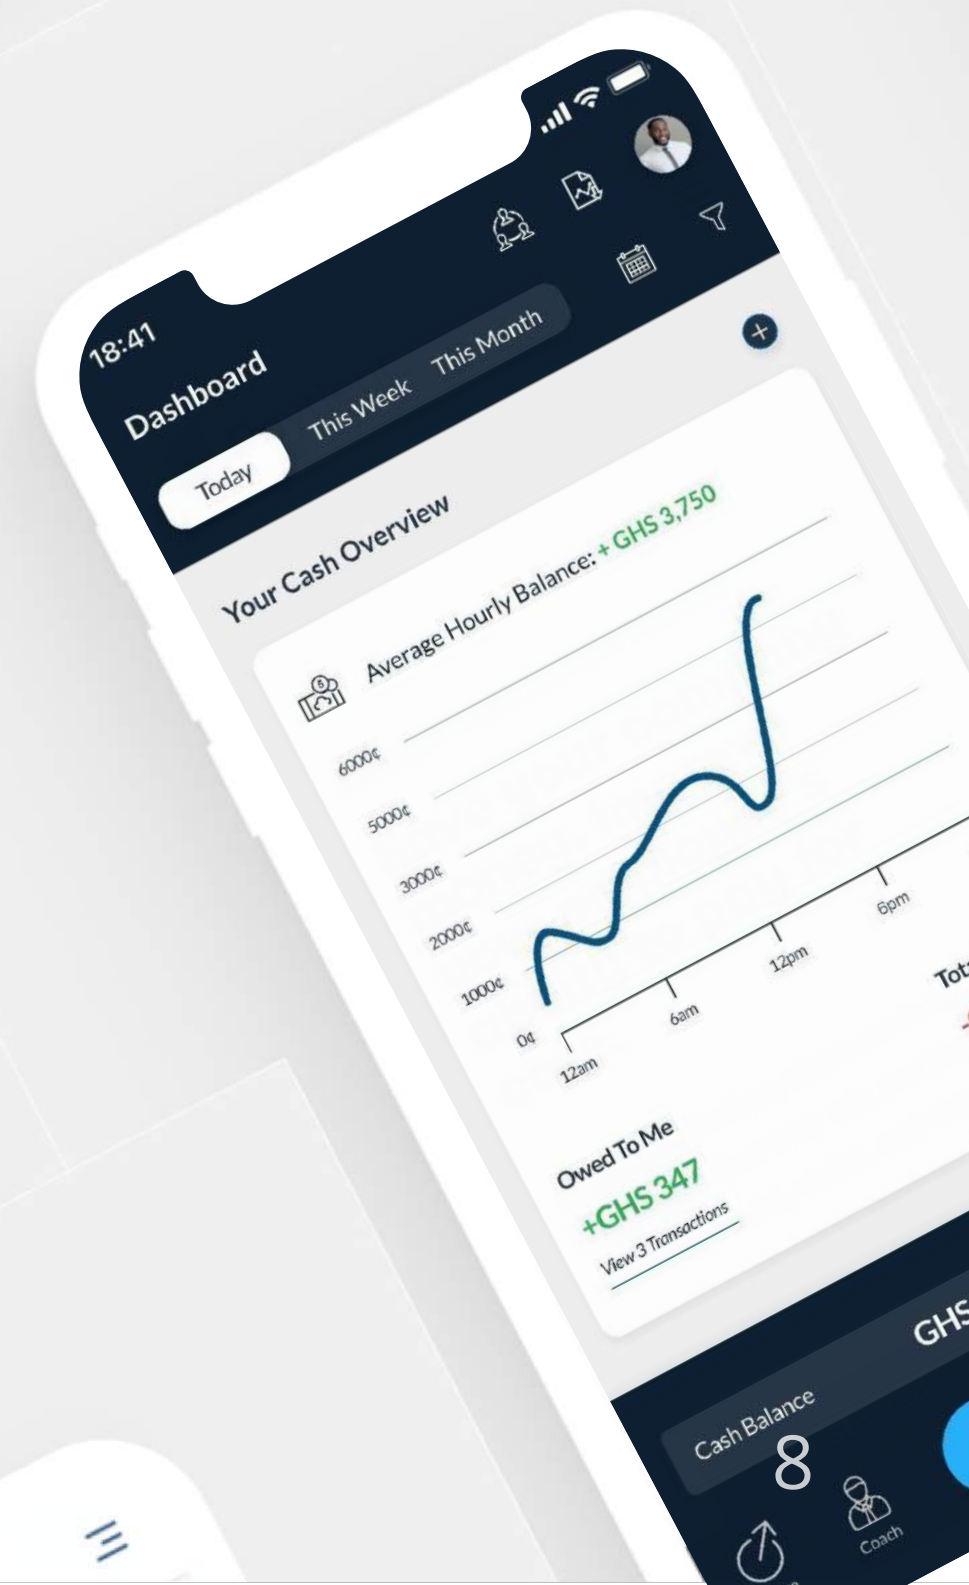 18:41
Dashboard
Today
This Week
This Month
Your Cash Overview
Average Hourly Balance: + GHS 3,750
6000¢
5000¢
3000¢
2000¢
1000¢
0¢
12am
6am
12pm
6pm
Owed To Me
+GHS 347
View 3 Transactions
GHS
Cash Balance
8
Coach